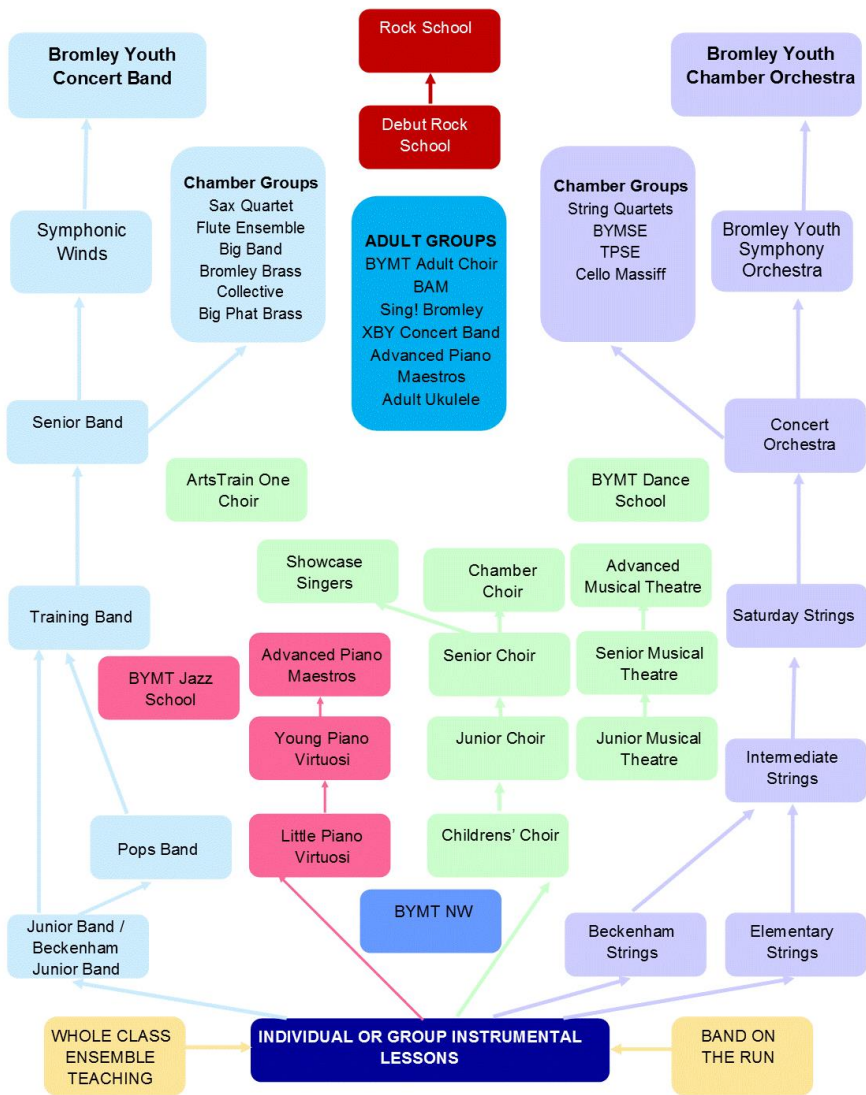 Bromley Youth
Concert Band
Rock School
Bromley Youth
Chamber Orchestra
Debut Rock
School
Chamber Groups
Sax Quartet
Flute Ensemble
Big Band
Bromley Brass
Collective
Big Phat Brass
Chamber Groups
String Quartets
BYMSE
TPSE
Cello Massiff
Symphonic
Winds
ADULT GROUPS
BYMT Adult Choir
BAM
Sing! Bromley
XBY Concert Band
Advanced Piano
Maestros
Adult Ukulele
Bromley Youth
Symphony
Orchestra
Senior Band
Concert
Orchestra
ArtsTrain One
Choir
BYMT Dance
School
Showcase
Singers
Chamber
Choir
Advanced
Musical Theatre
Training Band
Saturday Strings
BYMT Jazz
School
Advanced Piano
Maestros
Senior Choir
Senior Musical
Theatre
Young Piano
Virtuosi
Junior Choir
Junior Musical
Theatre
Intermediate
Strings
Pops Band
Little Piano
Virtuosi
Childrens’ Choir
Junior Band /
Beckenham
Junior Band
BYMT NW
Beckenham
Strings
Elementary
Strings
WHOLE CLASS
ENSEMBLE
TEACHING
INDIVIDUAL OR GROUP INSTRUMENTAL
LESSONS
BAND ON
THE RUN